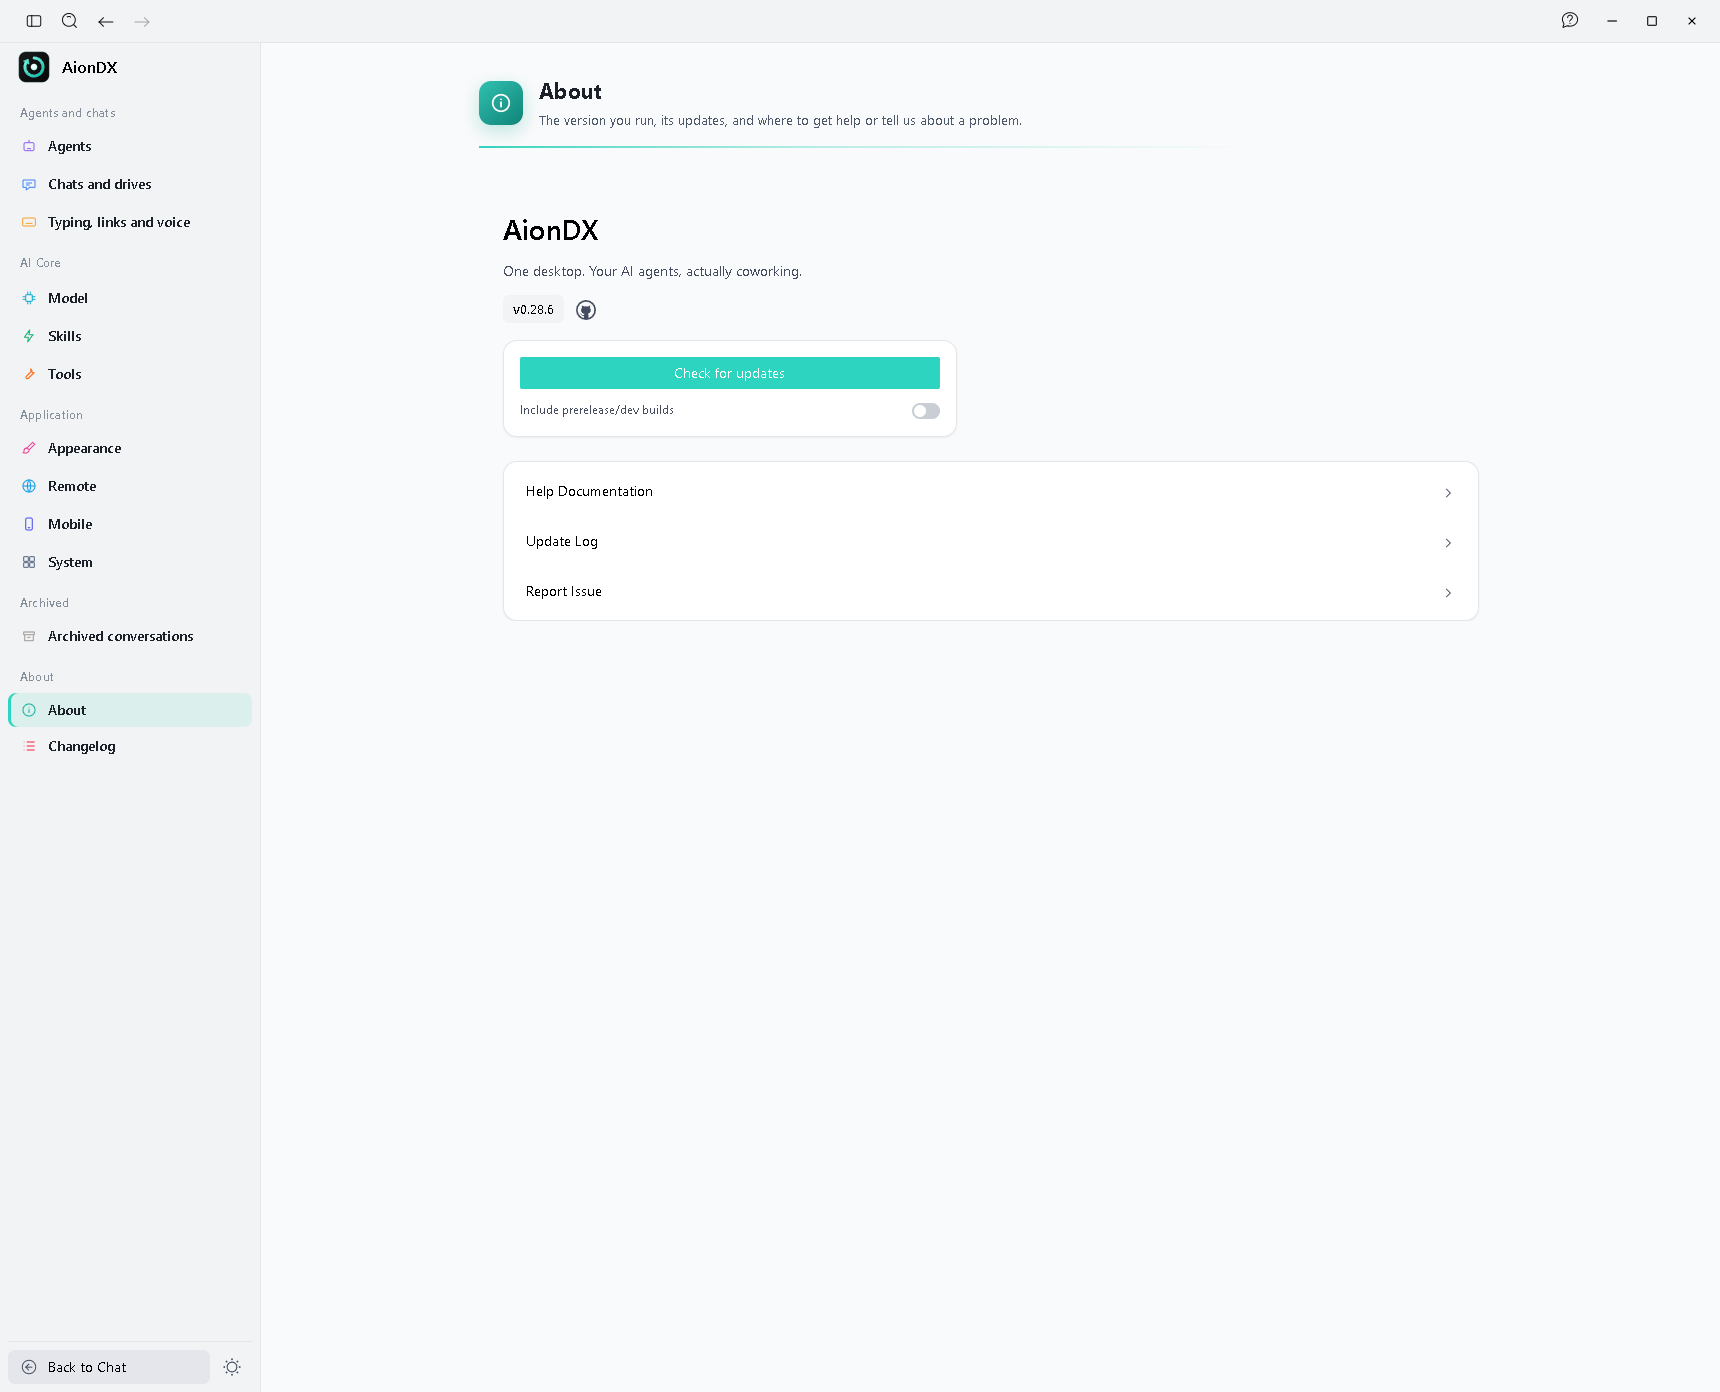 AionDX
Agents and chats
Agents
Chats and drives
Typing, links and voice
AI Core
Model
Skills
Tools
Application
Appearance
Remote
Mobile
System
Archived
Archived conversations
About
About
Changelog
Back to Chat
About
The version you run, its updates, and where to get help or tell us about a problem.
AionDX
One desktop. Your AI agents, actually coworking.
v0.28.6
Check for updates
Include prerelease/dev builds
Help Documentation
Update Log
Report Issue